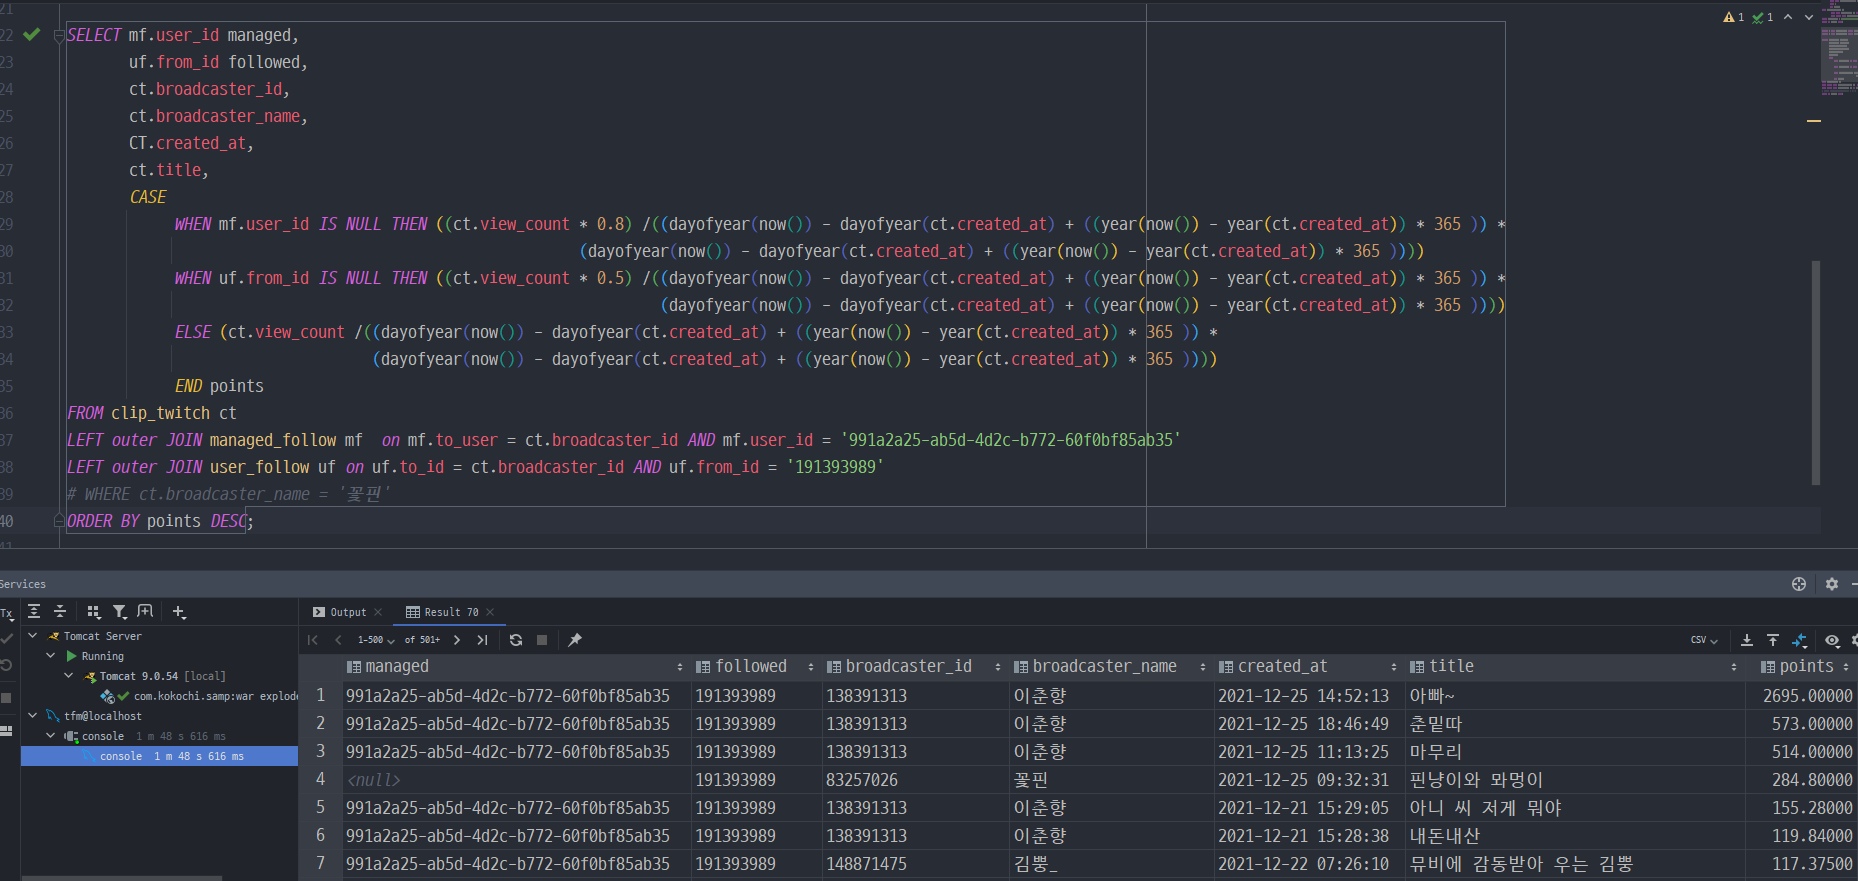 21
22 SELECT mf.user_id managed,
23 uf.from_id followed,
24 ct.broadcaster_id,
25 ct.broadcaster_name,
26 CT.created_at,
27 ct.title,
28 CASE
29 WHEN mf.user_id IS NULL THEN ((ct.view_count * 0.8) /((dayofyear(now()) - dayofyear(ct.created_at) + ((year(now()) - year(ct.created_at)) * 365 )) *
30 (dayofyear(now()) - dayofyear(ct.created_at) + ((year(now()) - year(ct.created_at)) * 365 ))))
31 WHEN uf.from_id IS NULL THEN ((ct.view_count * 0.5) /((dayofyear(now()) - dayofyear(ct.created_at) + ((year(now()) - year(ct.created_at)) * 365 )) *
32 (dayofyear(now()) - dayofyear(ct.created_at) + ((year(now()) - year(ct.created_at)) * 365 ))))
33 ELSE (ct.view_count /((dayofyear(now()) - dayofyear(ct.created_at) + ((year(now()) - year(ct.created_at)) * 365 )) *
34 (dayofyear(now()) - dayofyear(ct.created_at) + ((year(now()) - year(ct.created_at)) * 365 ))))
35 END points
36 FROM clip_twitch ct
37 LEFT outer JOIN managed_follow mf  on mf.to_user = ct.broadcaster_id AND mf.user_id = '991a2a25-ab5d-4d2c-b772-60f0bf85ab35'
38 LEFT outer JOIN user_follow uf on uf.to_id = ct.broadcaster_id AND uf.from_id = '191393989'
39 # WHERE ct.broadcaster_name = '꽃핀'
40 ORDER BY points DESC;
41
1 1
Services
Tx
Tomcat Server
Running
Tomcat 9.0.54 [local]
com.kokochi.samp:war explode
tfm@localhost
console 1 m 48 s 616 ms
console 1 m 48 s 616 ms
Output Result 70
1-500 of 501+ CSV
managed followed broadcaster_id broadcaster_name created_at title points
1 991a2a25-ab5d-4d2c-b772-60f0bf85ab35 191393989 138391313 이춘향 2021-12-25 14:52:13 아빠~ 2695.00000
2 991a2a25-ab5d-4d2c-b772-60f0bf85ab35 191393989 138391313 이춘향 2021-12-25 18:46:49 춘밑따 573.00000
3 991a2a25-ab5d-4d2c-b772-60f0bf85ab35 191393989 138391313 이춘향 2021-12-25 11:13:25 마무리 514.00000
4 <null> 191393989 83257026 꽃핀 2021-12-25 09:32:31 핀냥이와 뫄멍이 284.80000
5 991a2a25-ab5d-4d2c-b772-60f0bf85ab35 191393989 138391313 이춘향 2021-12-21 15:29:05 아니 씨 저게 뭐야 155.28000
6 991a2a25-ab5d-4d2c-b772-60f0bf85ab35 191393989 138391313 이춘향 2021-12-21 15:28:38 내돈내산 119.84000
7 991a2a25-ab5d-4d2c-b772-60f0bf85ab35 191393989 148871475 김뿡_ 2021-12-22 07:26:10 뮤비에 감동받아 우는 김뿡 117.37500